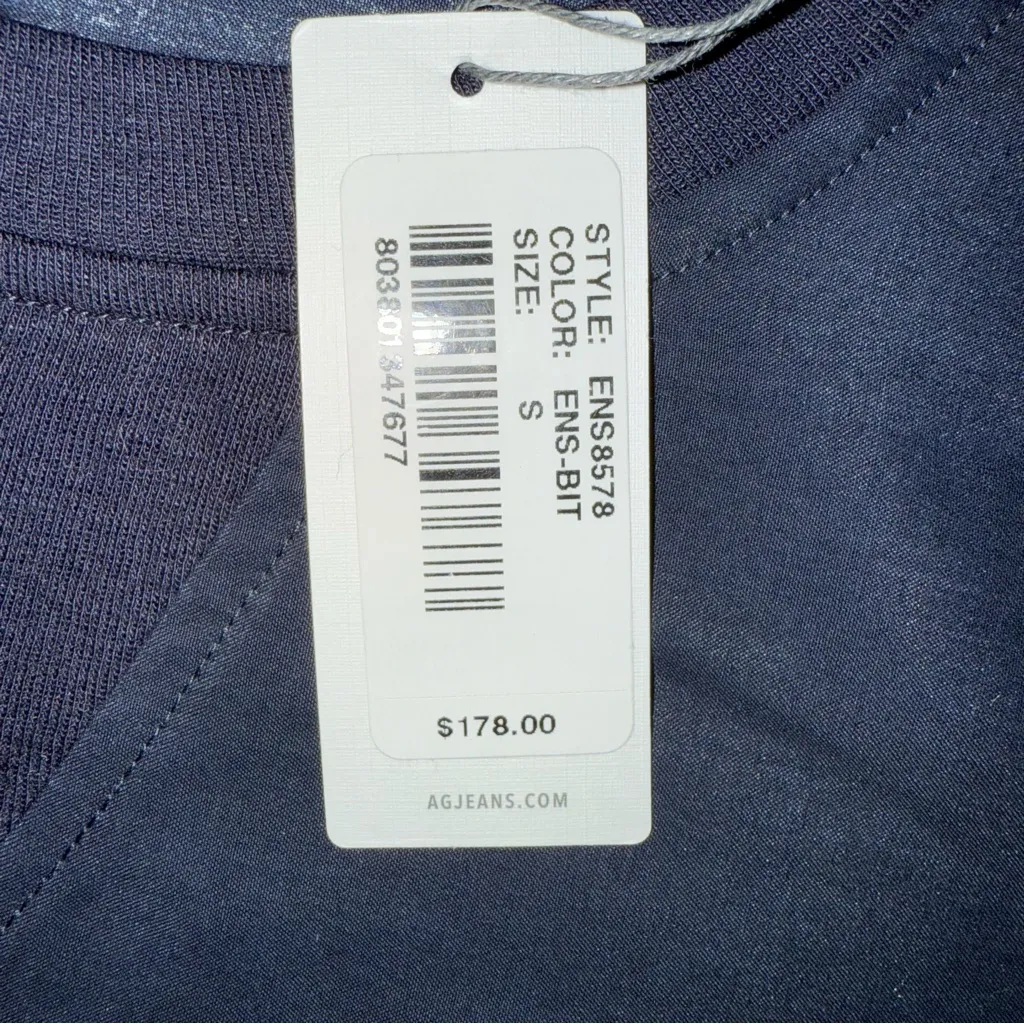 STYLE: ENS8578
COLOR: ENS-BIT
SIZE: S
803801347677
$178.00
AGJEANS.COM